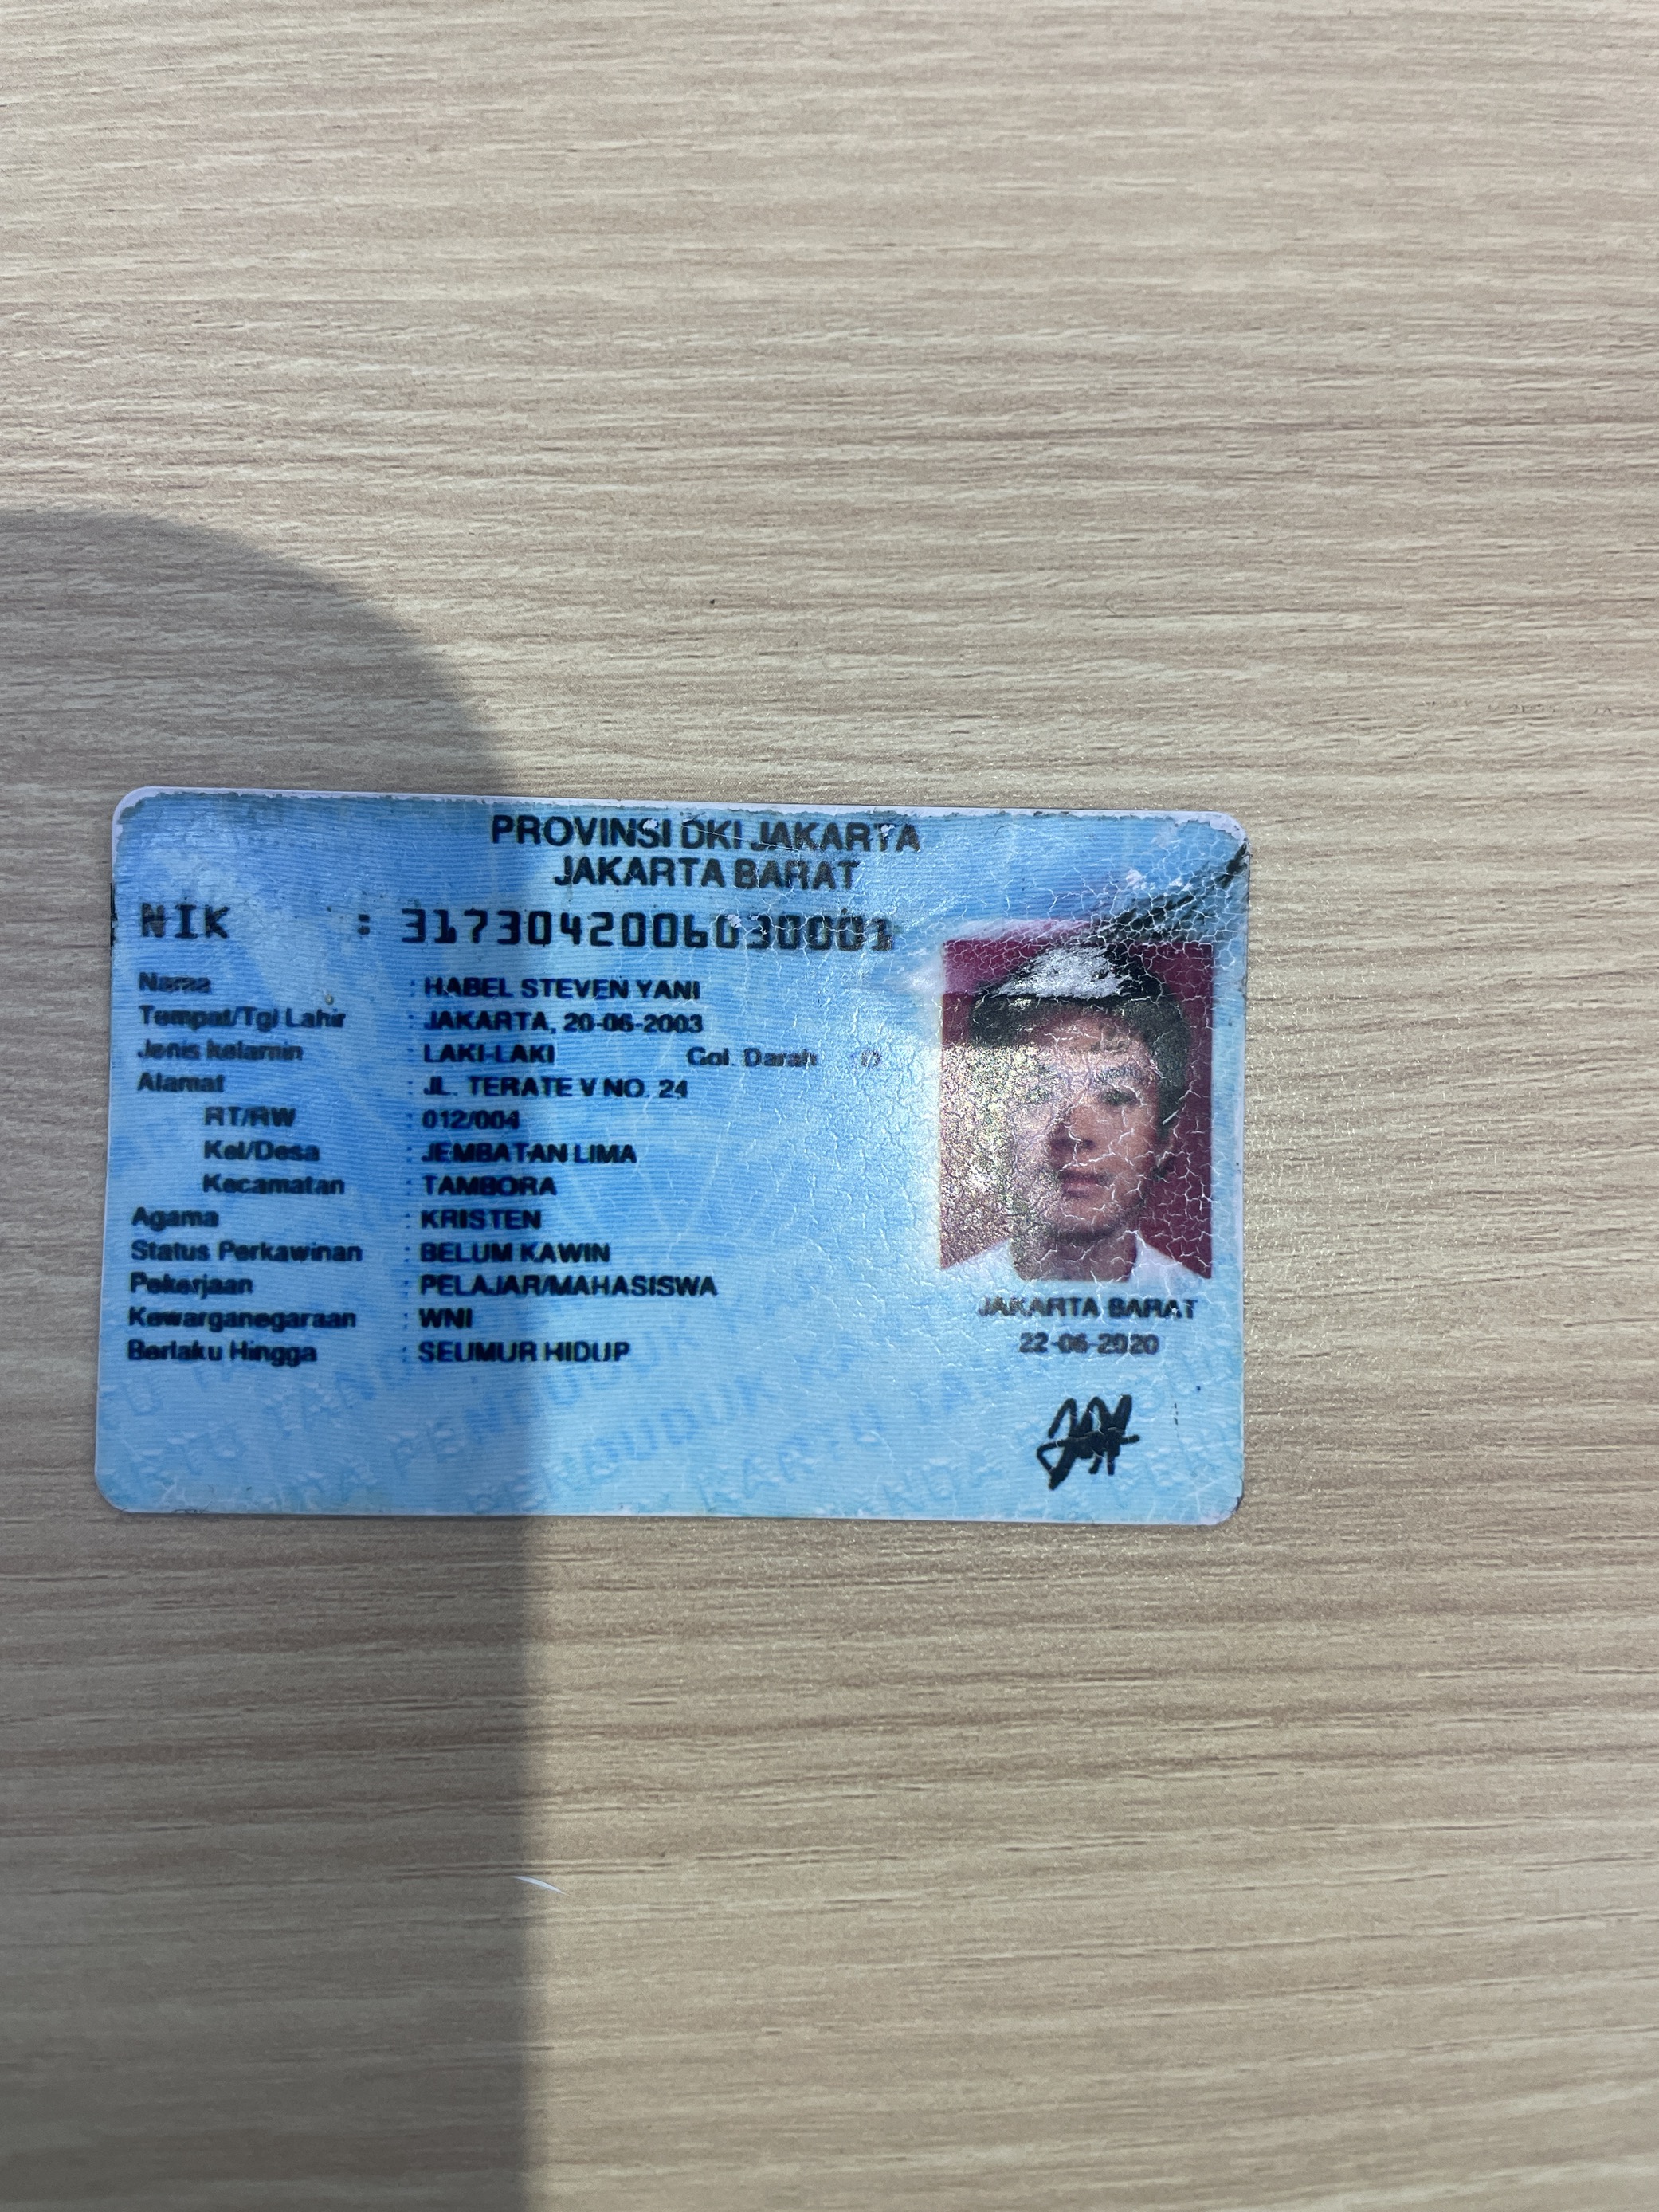 PROVINSI DKI JAKARTA
JAKARTA BARAT
NIK : 3173042006030001
Nama : HABEL STEVEN YANI
Tempat/Tgl Lahir : JAKARTA, 20-06-2003
Jenis kelamin : LAKI-LAKI Gol. Darah O
Alamat : JL. TERATE V NO. 24
RT/RW : 012/004
Kel/Desa : JEMBATAN LIMA
Kecamatan : TAMBORA
Agama : KRISTEN
Status Perkawinan : BELUM KAWIN
Pekerjaan : PELAJAR/MAHASISWA
Kewarganegaraan : WNI
Berlaku Hingga : SEUMUR HIDUP
JAKARTA BARAT
22-06-2020